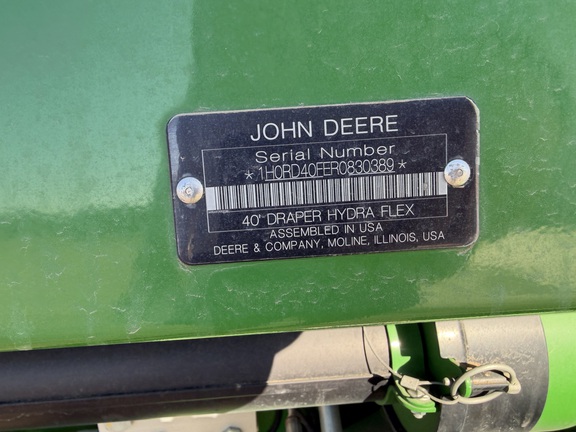 JOHN DEERE
Serial Number
*1H0RD40FER0830389*
40' DRAPER HYDRA FLEX
ASSEMBLED IN USA
DEERE & COMPANY, MOLINE, ILLINOIS, USA